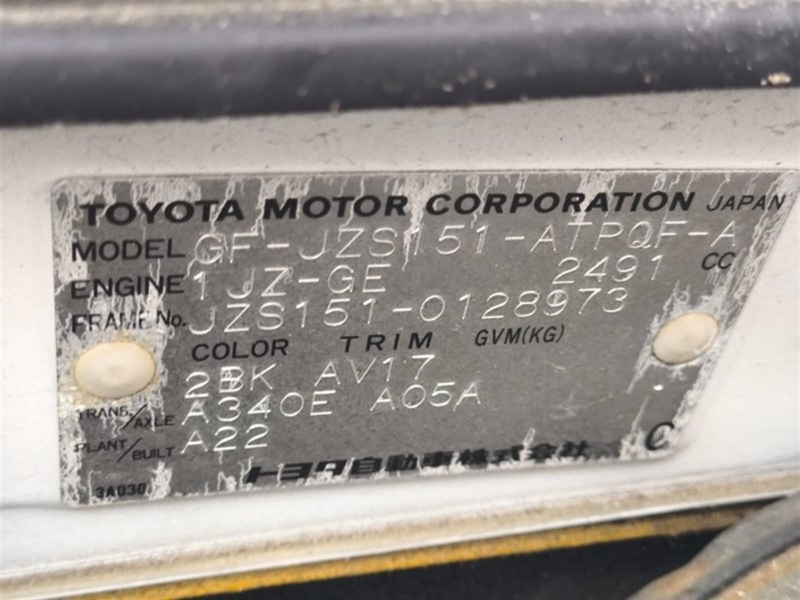 TOYOTA MOTOR CORPORATION JAPAN
MODEL GF-JZS151-ATPQF-A
ENGINE 1JZ-GE 2491 CC
FRAME No. JZS151-0128973
COLOR TRIM GVM(KG)
2BK AV17
TRANS./AXLE A340E A05A
PLANT/BUILT A22
トヨタ自動車株式会社 C
3A030